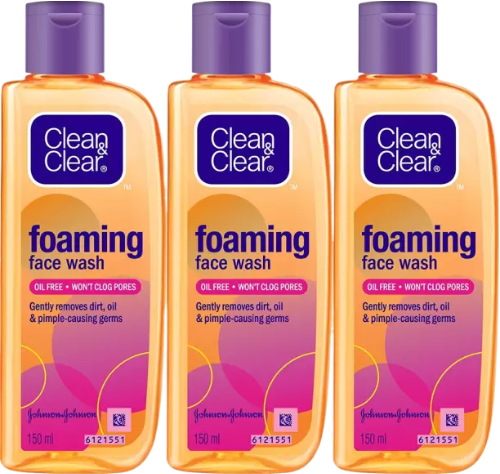 Clean
&
Clear®
™
foaming
face wash
OIL FREE • WON'T CLOG PORES
Gently removes dirt, oil
& pimple-causing germs
Johnson&Johnson
150 ml
6121551
Clean
&
Clear®
™
foaming
face wash
OIL FREE • WON'T CLOG PORES
Gently removes dirt, oil
& pimple-causing germs
Johnson&Johnson
150 ml
6121551
Clean
&
Clear®
™
foaming
face wash
OIL FREE • WON'T CLOG PORES
Gently removes dirt, oil
& pimple-causing germs
Johnson&Johnson
150 ml
6121551